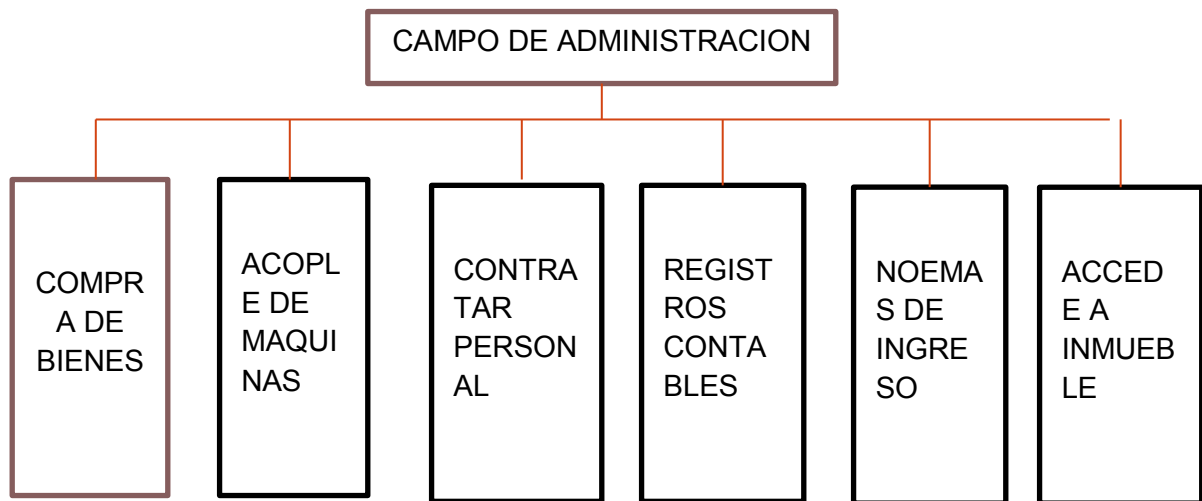 CAMPO DE ADMINISTRACION
COMPR
A DE
BIENES
ACOPL
E DE
MAQUI
NAS
CONTRA
TAR
PERSON
AL
REGIST
ROS
CONTA
BLES
NOEMA
S DE
INGRE
SO
ACCED
E A
INMUEB
LE